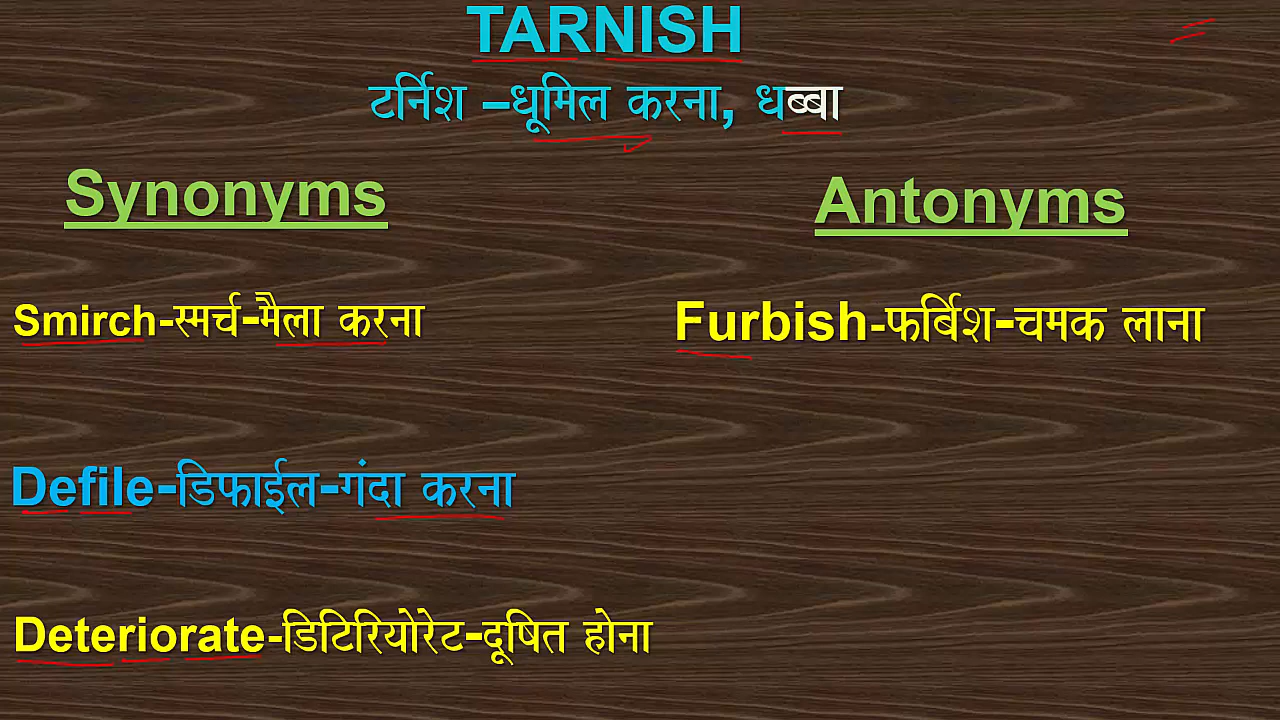 TARNISH
टर्निश –धूमिल करना, धब्बा
Synonyms
Antonyms
Smirch-स्मर्च-मैला करना
Furbish-फर्बिश-चमक लाना
Defile-डिफाईल-गंदा करना
Deteriorate-डिटिरियोरेट-दूषित होना